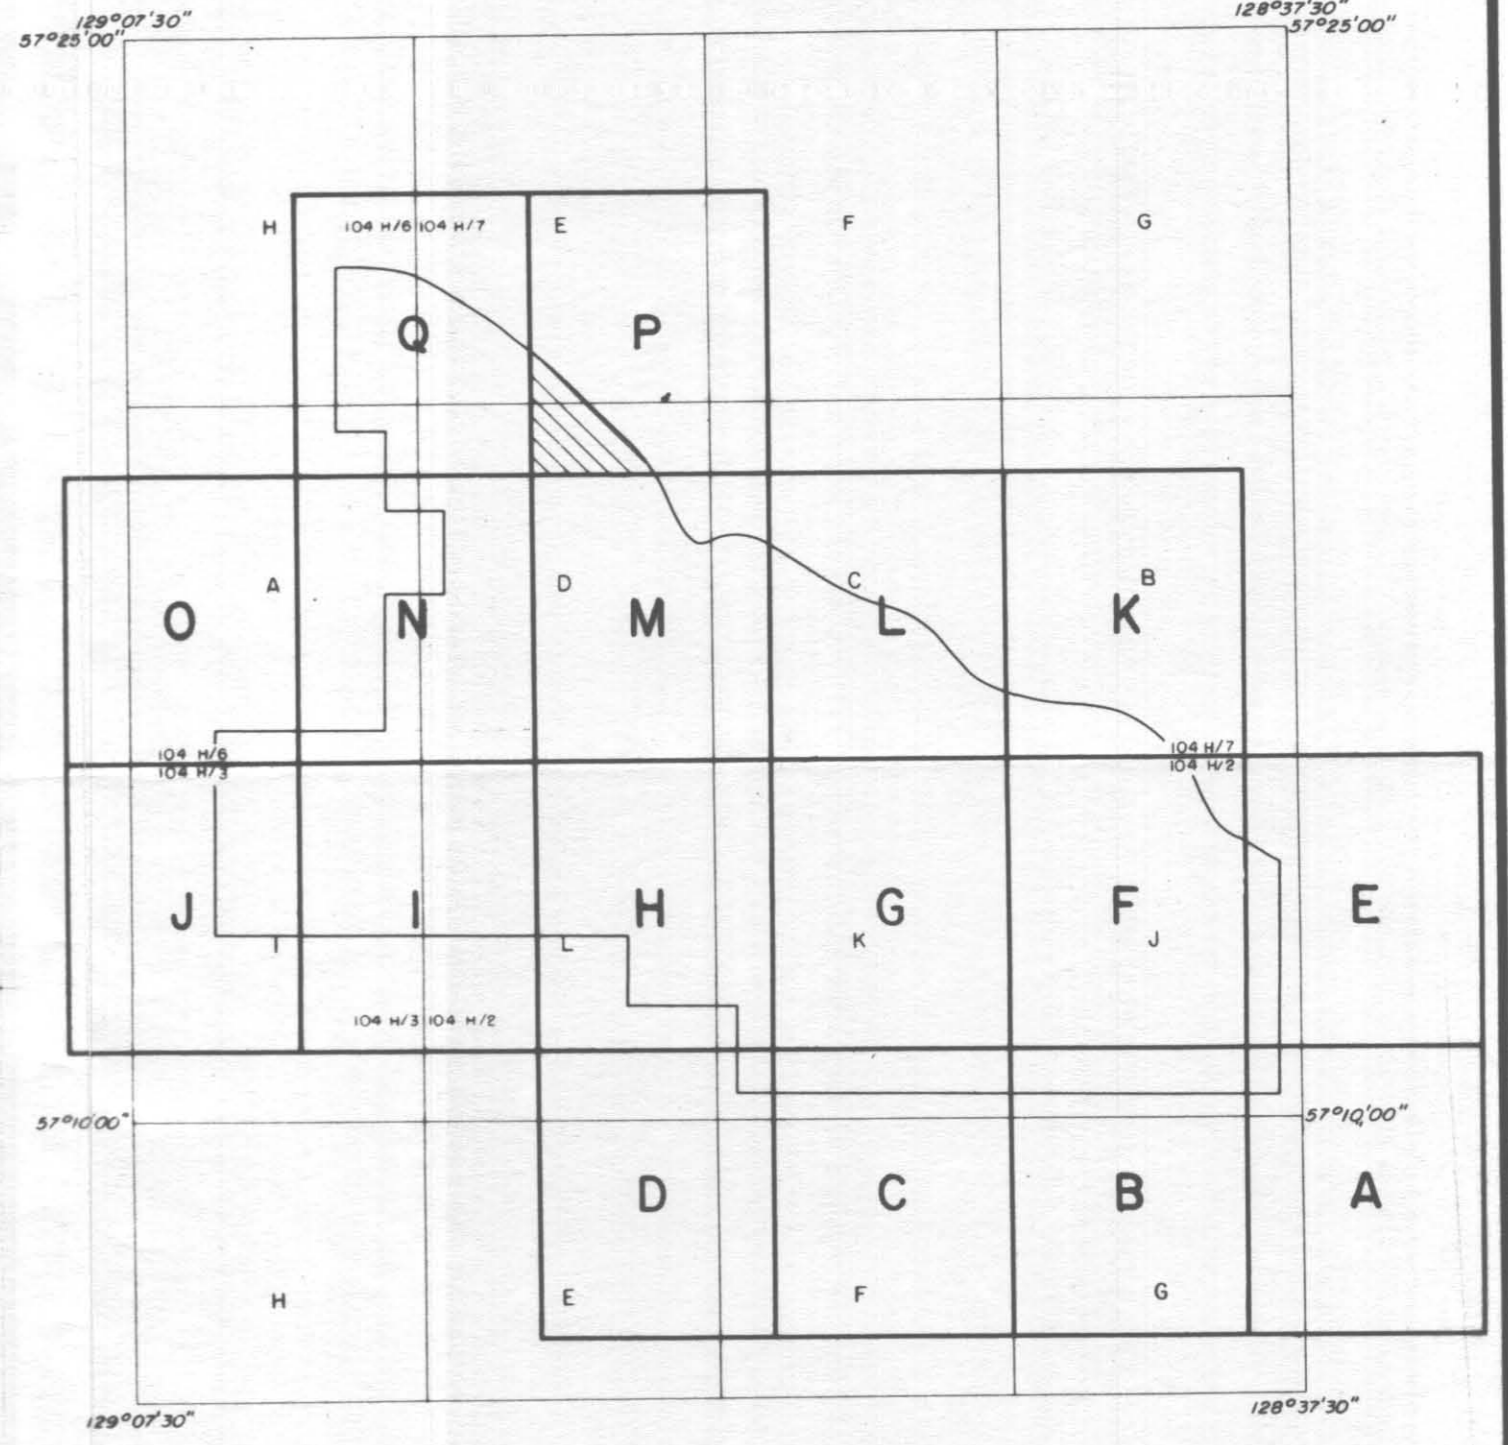 129°07'30" 128°37'30"
57°25'00" 57°25'00"
H 104 H/6 104 H/7 E F G
Q P
A D C B
O N M L K
104 H/6 104 H/7
104 H/3 104 H/2
J I H G F E
I L K J
104 H/3 104 H/2
57°10'00" 57°10'00"
D C B A
H E F G
129°07'30" 128°37'30"